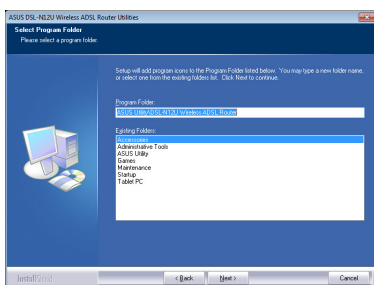 ASUS DSL-N12U Wireless ADSL Router Utilities
Select Program Folder
Please select a program folder.
Setup will add program icons to the Program Folder listed below. You may type a new folder name, or select one from the existing folders list. Click Next to continue.
Program Folder:
ASUS Utility\DSL-N12U Wireless ADSL Router
Existing Folders:
Accessories
Administrative Tools
ASUS Utility
Games
Maintenance
Startup
Tablet PC
InstallShield
< Back
Next >
Cancel